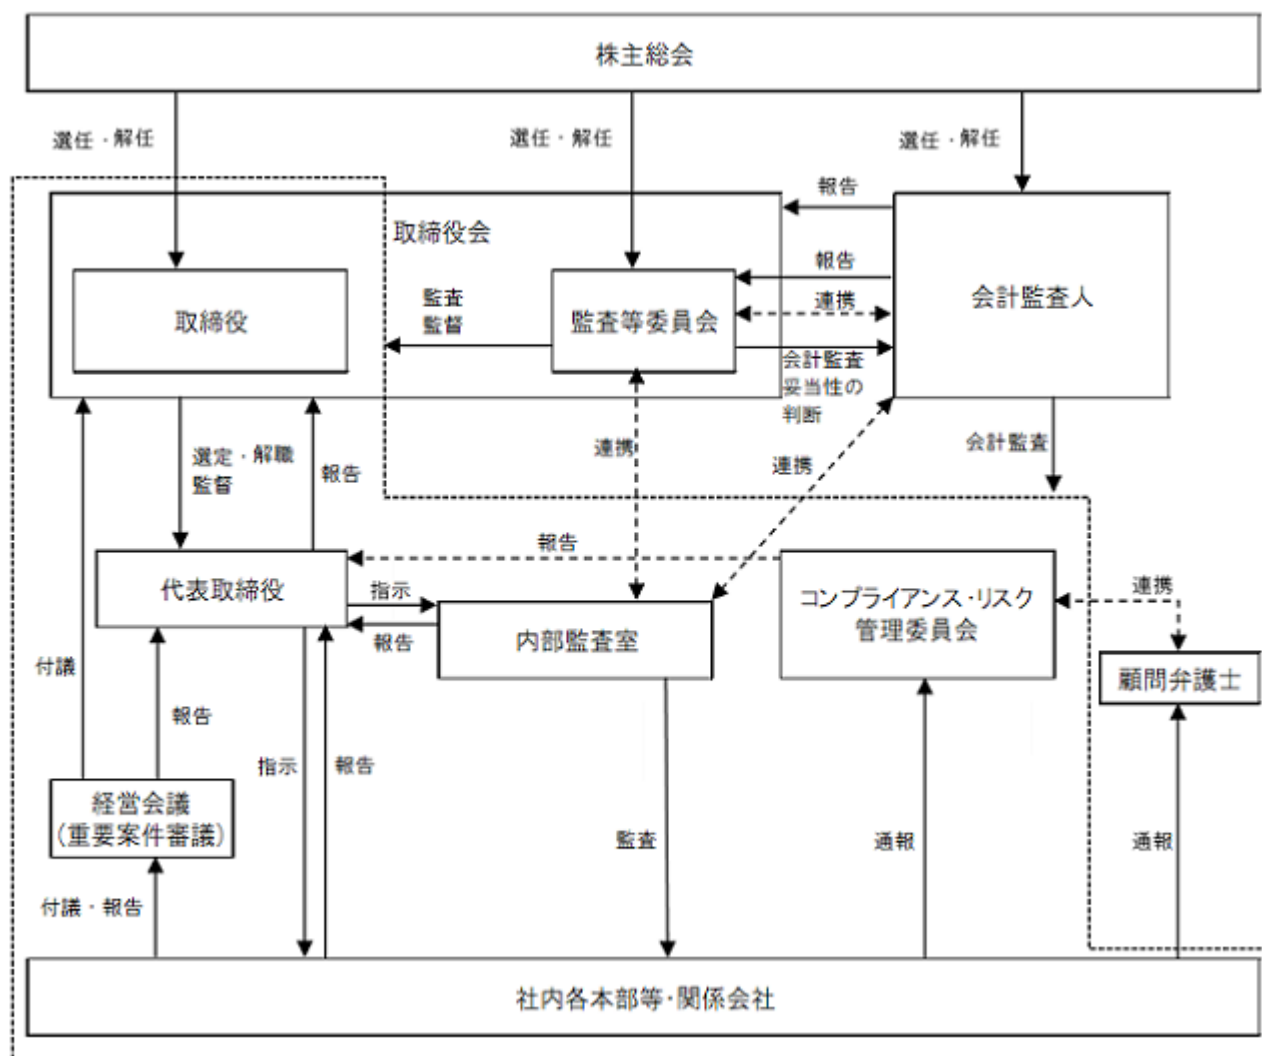 株主総会
選任・解任
選任・解任
選任・解任
報告
取締役会
報告
連携
会計監査人
取締役
監査
監督
監査等委員会
会計監査
妥当性の
判断
連携
連携
会計監査
選定・解職
監督
報告
報告
代表取締役
指示
報告
内部監査室
コンプライアンス・リスク
管理委員会
連携
顧問弁護士
付議
報告
指示
報告
経営会議
(重要案件審議)
監査
通報
通報
付議・報告
社内各本部等・関係会社